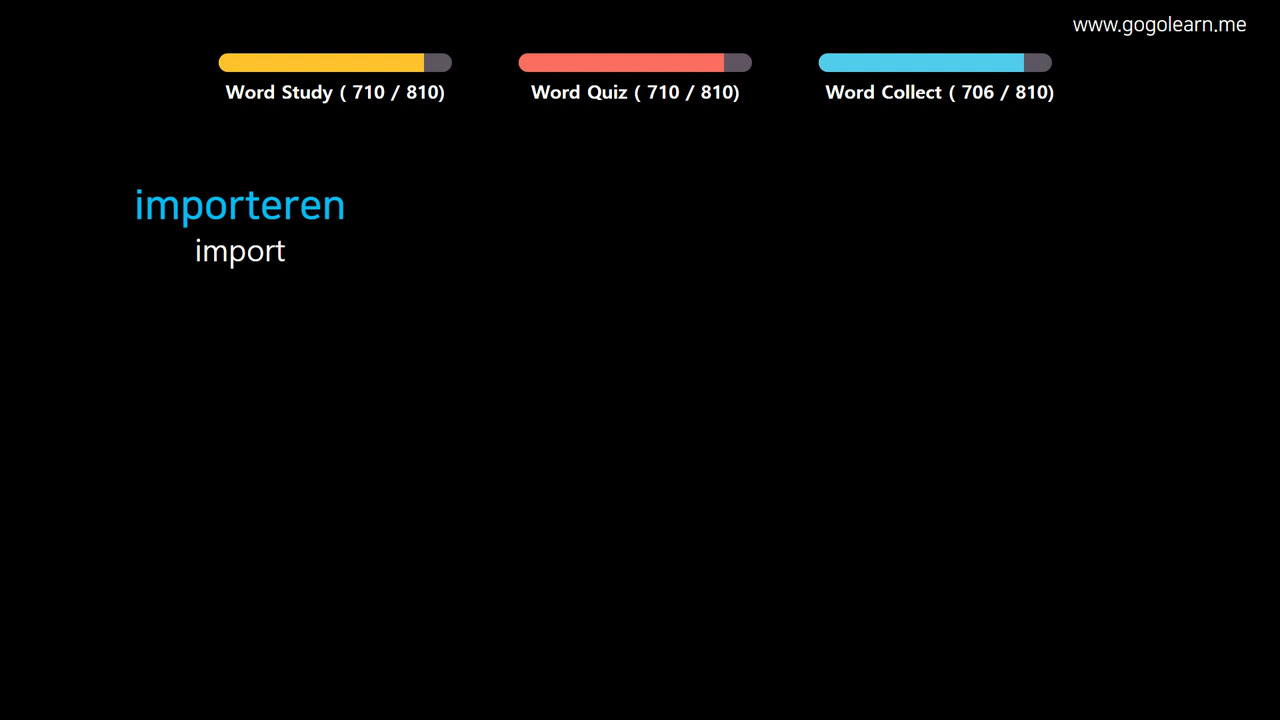 www.gogolearn.me
Word Study ( 710 / 810)
Word Quiz ( 710 / 810)
Word Collect ( 706 / 810)
importeren
import